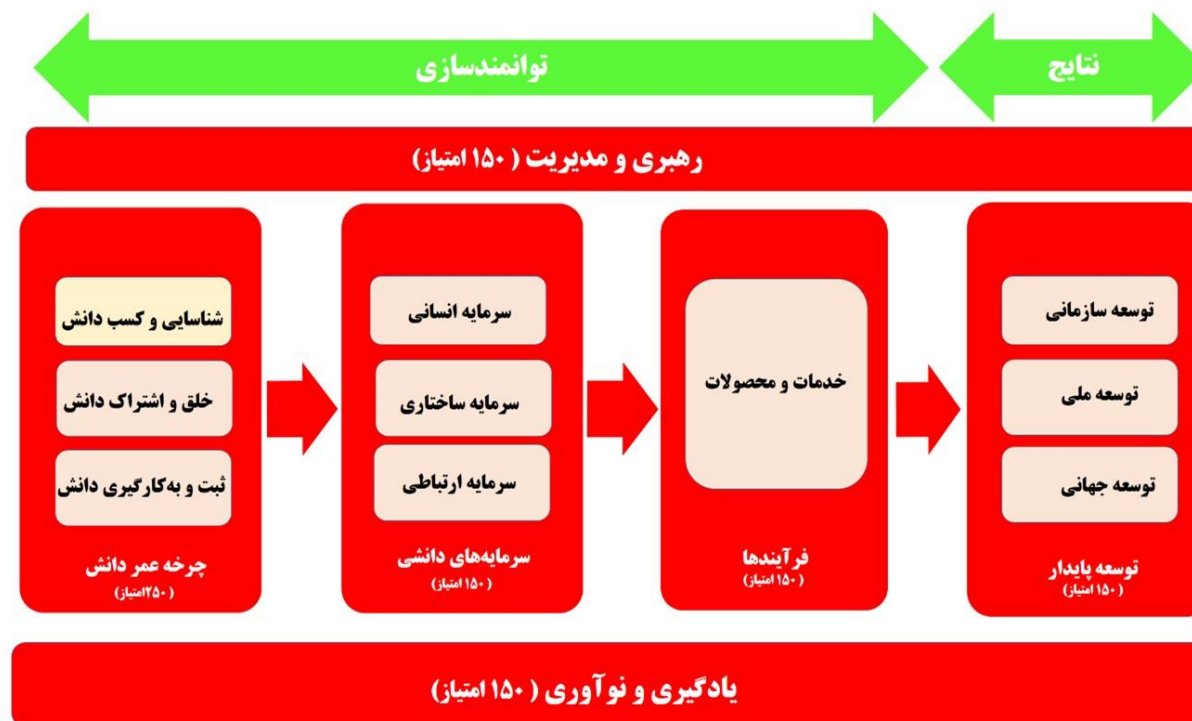 نتایج
توانمندسازی
رهبری و مدیریت ( ۱۵۰ امتیاز)
شناسایی و کسب دانش
خلق و اشتراک دانش
ثبت و به‌کارگیری دانش
چرخه عمر دانش
( ۲۵۰امتیاز)
سرمایه انسانی
سرمایه ساختاری
سرمایه ارتباطی
سرمایه‌های دانشی
( ۱۵۰ امتیاز)
خدمات و محصولات
فرآیندها
( ۱۵۰ امتیاز)
توسعه سازمانی
توسعه ملی
توسعه جهانی
توسعه پایدار
( ۱۵۰ امتیاز)
یادگیری و نوآوری ( ۱۵۰ امتیاز)